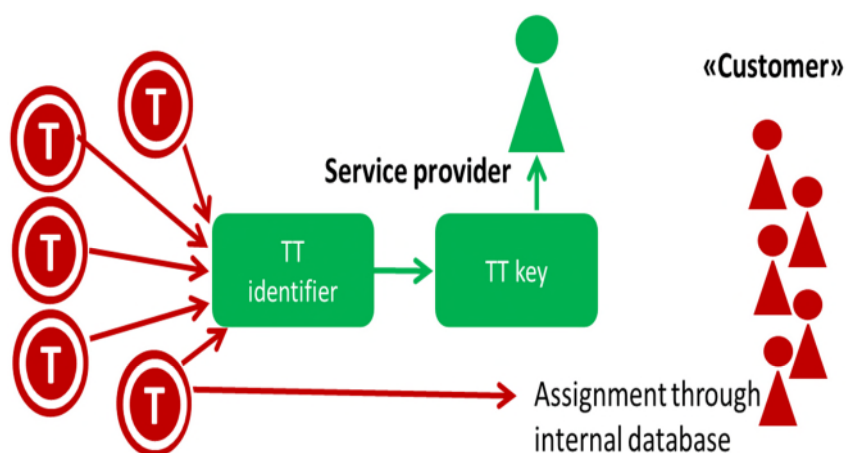 T
T
T
T
T
TT
identifier
Service provider
TT key
«Customer»
Assignment through
internal database